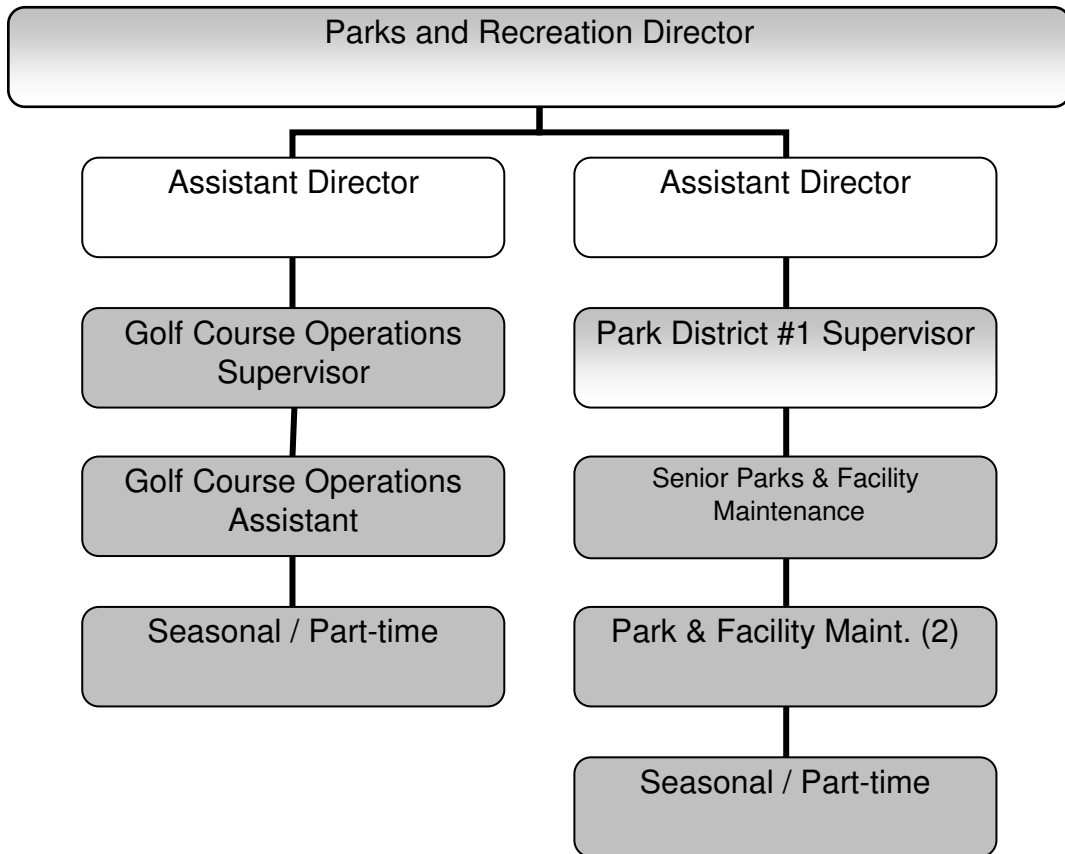 Parks and Recreation Director
Assistant Director
Assistant Director
Golf Course Operations
Supervisor
Park District #1 Supervisor
Golf Course Operations
Assistant
Senior Parks & Facility
Maintenance
Seasonal / Part-time
Park & Facility Maint. (2)
Seasonal / Part-time